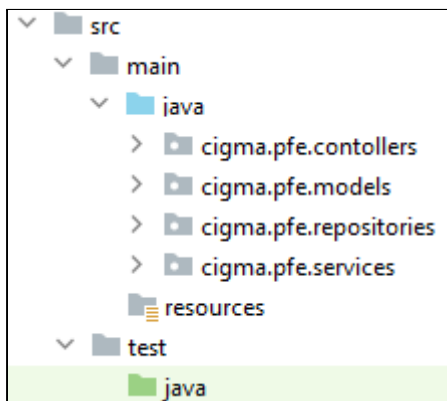 src
main
java
cigma.pfe.contollers
cigma.pfe.models
cigma.pfe.repositories
cigma.pfe.services
resources
test
java